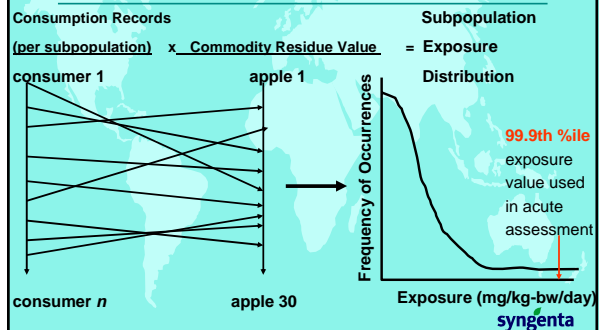 Consumption Records Subpopulation
(per subpopulation) x Commodity Residue Value = Exposure
consumer 1 apple 1 Distribution
Frequency of Occurrences
99.9th %ile
exposure
value used
in acute
assessment
consumer n apple 30 Exposure (mg/kg-bw/day)
syngenta